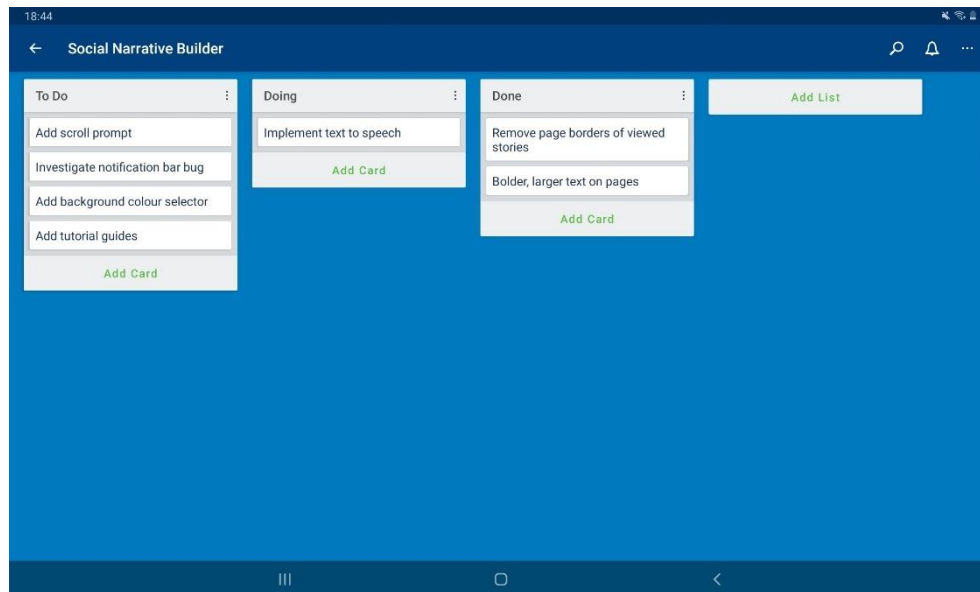 18:44
Social Narrative Builder
To Do
Add scroll prompt
Investigate notification bar bug
Add background colour selector
Add tutorial guides
Add Card
Doing
Implement text to speech
Add Card
Done
Remove page borders of viewed
stories
Bolder, larger text on pages
Add Card
Add List